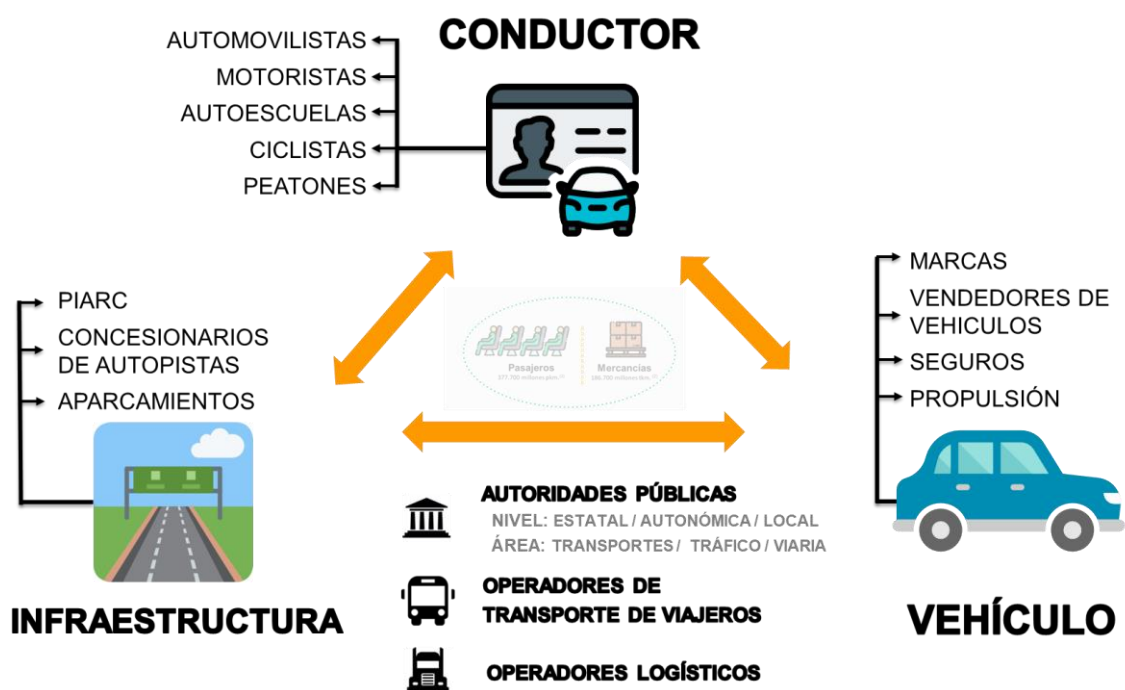 CONDUCTOR
AUTOMOVILISTAS
MOTORISTAS
AUTOESCUELAS
CICLISTAS
PEATONES
PIARC
CONCESIONARIOS
DE AUTOPISTAS
APARCAMIENTOS
INFRAESTRUCTURA
Pasajeros
Mercancías
MARCAS
VENDEDORES DE
VEHICULOS
SEGUROS
PROPULSIÓN
VEHÍCULO
AUTORIDADES PÚBLICAS
NIVEL: ESTATAL / AUTONÓMICA / LOCAL
ÁREA: TRANSPORTES / TRÁFICO / VIARIA
OPERADORES DE
TRANSPORTE DE VIAJEROS
OPERADORES LOGÍSTICOS